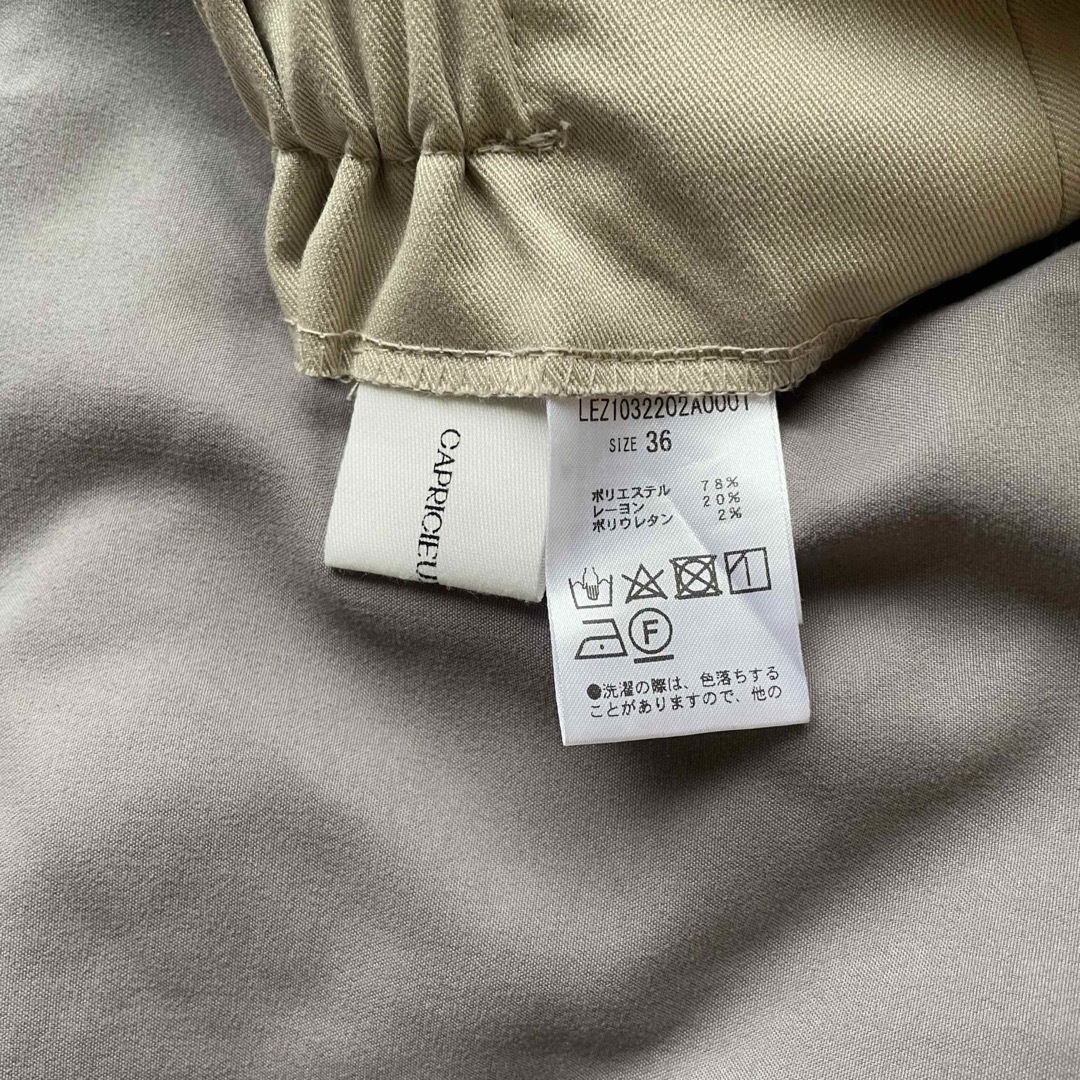 CAPRICIEU
LEZ1032202A0001
SIZE 36
ポリエステル 78%
レーヨン 20%
ポリウレタン 2%
F
●洗濯の際は、色落ちする
ことがありますので、他の